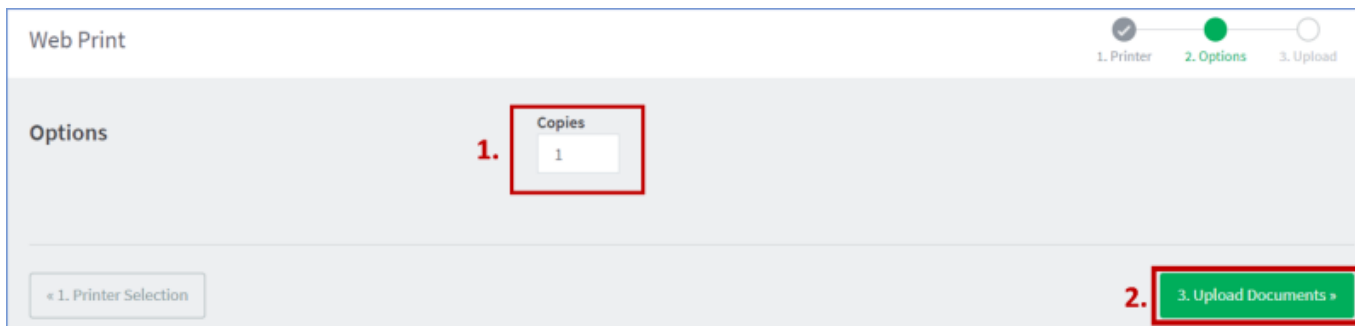 Web Print
1. Printer
2. Options
3. Upload
Options
1.
Copies
1
« 1. Printer Selection
2.
3. Upload Documents »